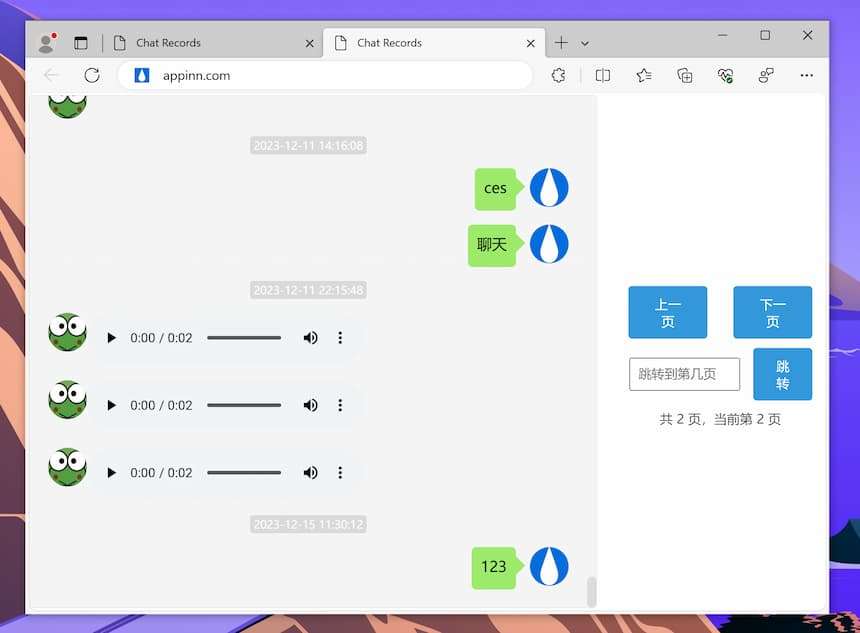 Chat Records
Chat Records
appinn.com
2023-12-11 14:16:08
ces
聊天
2023-12-11 22:15:48
0:00 / 0:02
0:00 / 0:02
0:00 / 0:02
2023-12-15 11:30:12
123
上一
页
下一
页
跳转到第几页
跳
转
共 2 页，当前第 2 页